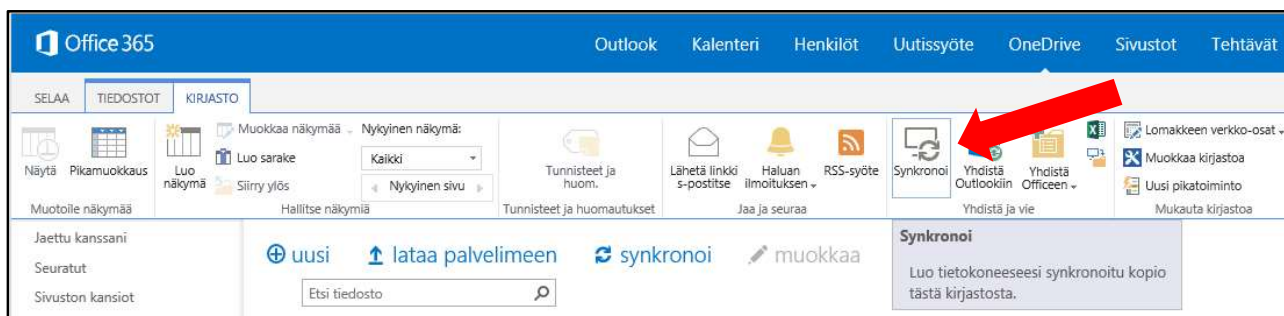 Office 365
Outlook Kalenteri Henkilöt Uutissyöte OneDrive Sivustot Tehtävät
SELAA TIEDOSTOT KIRJASTO
Näytä Pikamuokkaus
Muotoile näkymää
Luo näkymä
Muokkaa näkymää
Luo sarake
Siirry ylös
Nykyinen näkymä:
Kaikki
Nykyinen sivu
Hallitse näkymiä
Tunnisteet ja
huom.
Tunnisteet ja huomautukset
Lähetä linkki
s-postitse
Haluan
ilmoituksen
RSS-syöte
Jaa ja seuraa
Synkronoi
Yhdistä
Outlookiin
Yhdistä
Officeen
Yhdistä ja vie
Lomakkeen verkko-osat
Muokkaa kirjastoa
Uusi pikatoiminto
Mukauta kirjastoa
Jaettu kanssani
Seuratut
Sivuston kansiot
uusi lataa palvelimeen synkronoi muokkaa
Etsi tiedosto
Synkronoi
Luo tietokoneeseesi synkronoitu kopio
tästä kirjastosta.